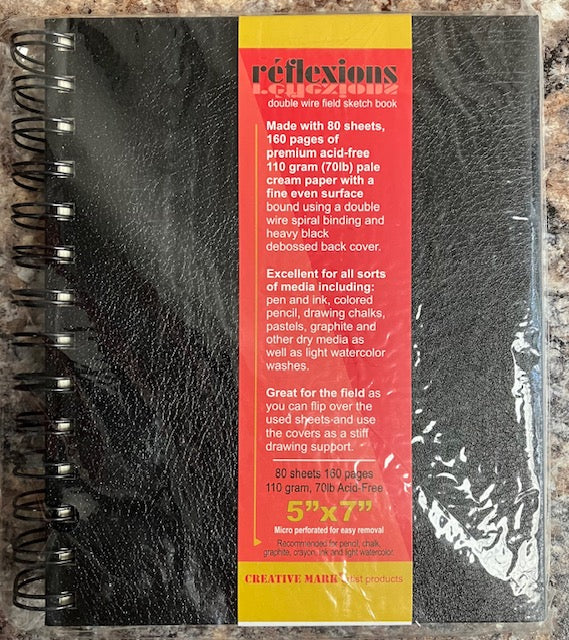 réflexions
réflexions
double wire field sketch book
Made with 80 sheets,
160 pages of
premium acid-free
110 gram (70lb) pale
cream paper with a
fine even surface
bound using a double
wire spiral binding and
heavy black
debossed back cover.
Excellent for all sorts
of media including:
pen and ink, colored
pencil, drawing chalks,
pastels, graphite and
other dry media as
well as light watercolor
washes.
Great for the field as
you can flip over the
used sheets and use
the covers as a stiff
drawing support.
80 sheets 160 pages
110 gram, 70lb Acid-Free
5”x7”
Micro perforated for easy removal
Recommended for pencil, chalk,
graphite, crayon, ink and light watercolor.
CREATIVE MARK artist products